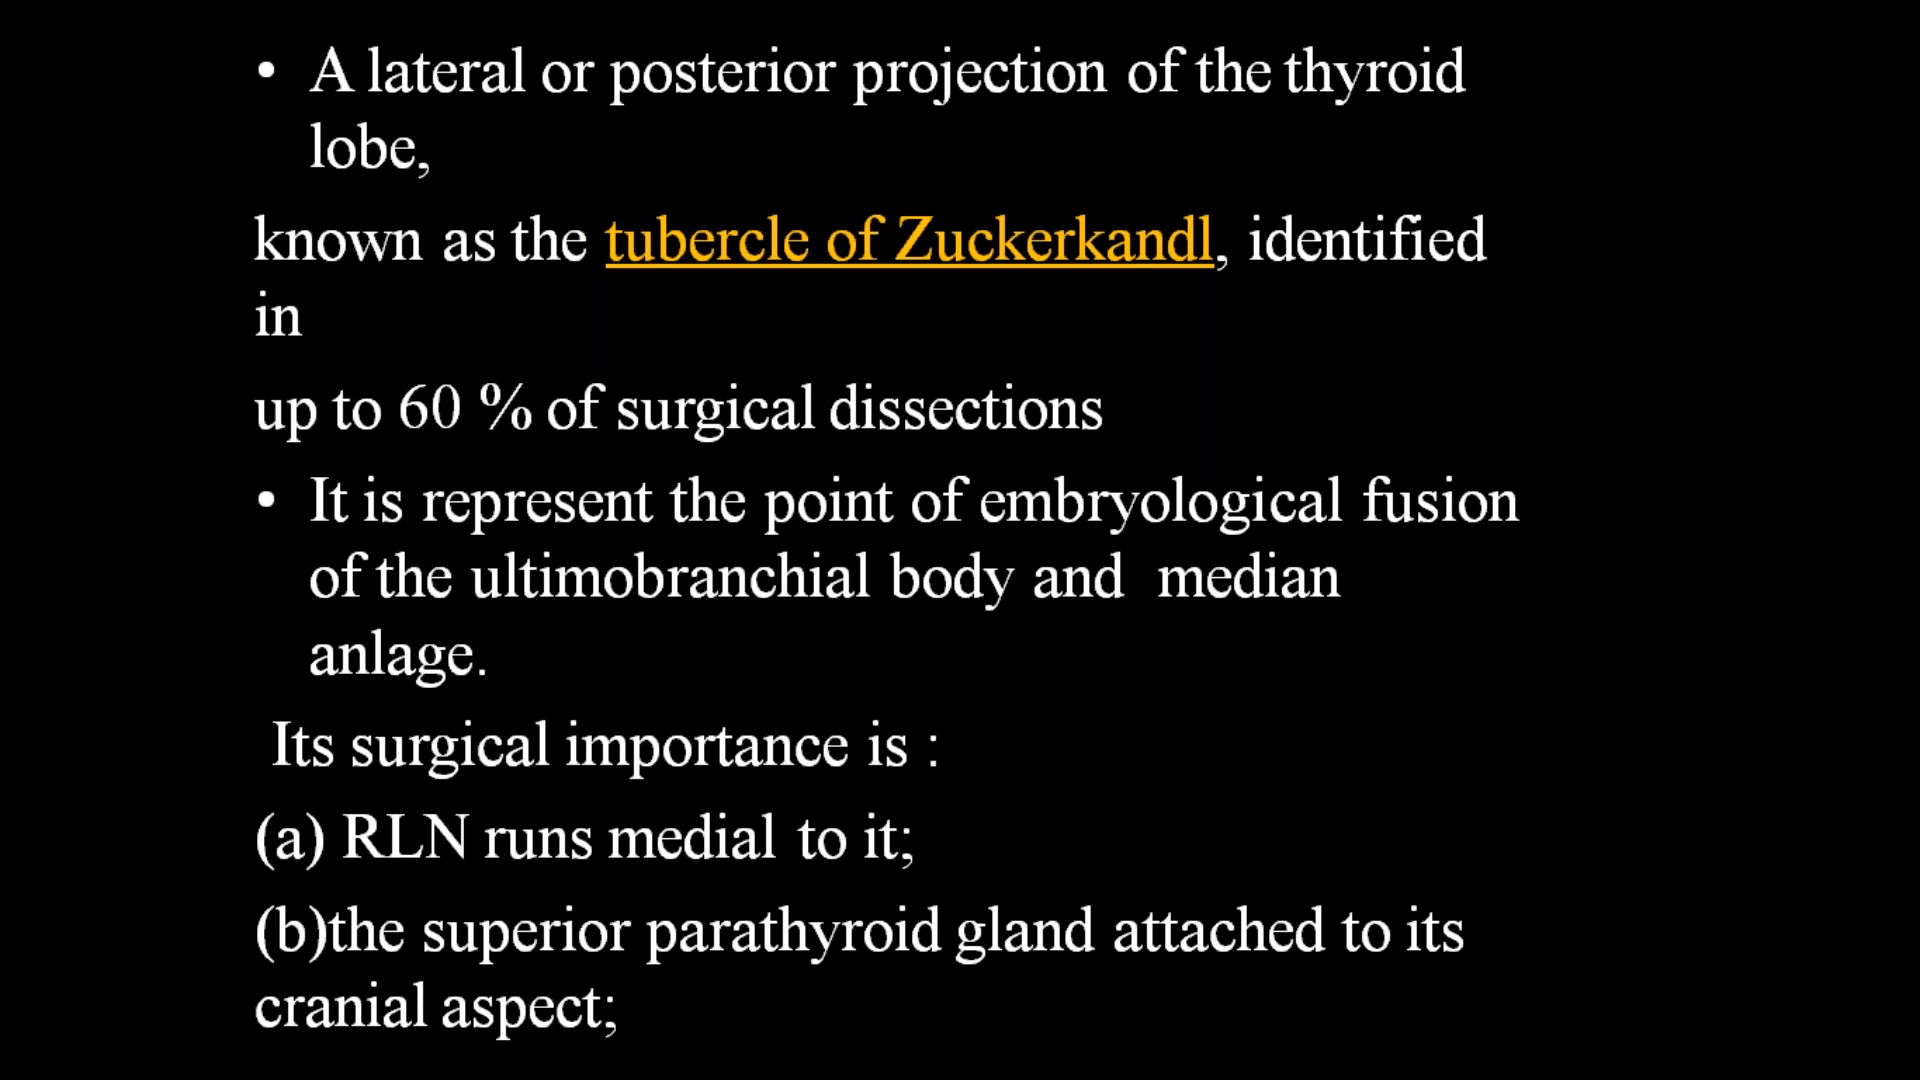 • A lateral or posterior projection of the thyroid
lobe,
known as the tubercle of Zuckerkandl, identified
in
up to 60 % of surgical dissections
• It is represent the point of embryological fusion
of the ultimobranchial body and  median
anlage.
Its surgical importance is :
(a) RLN runs medial to it;
(b)the superior parathyroid gland attached to its
cranial aspect;